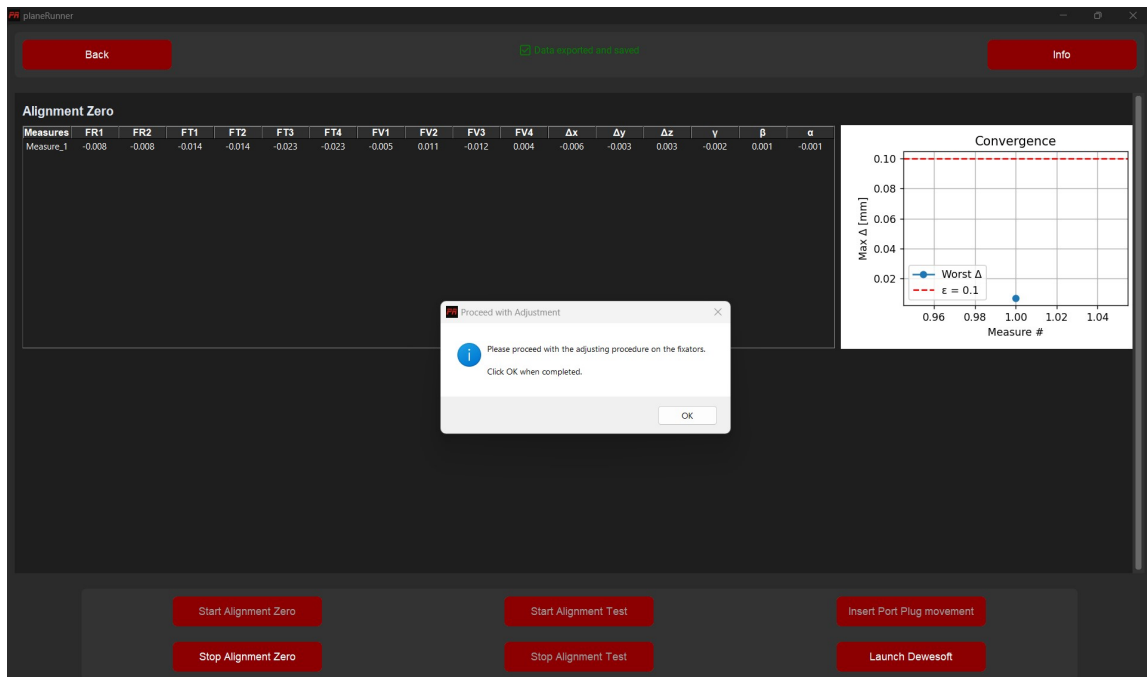 FA planeRunner
Back
Data exported and saved
Info
Alignment Zero
Measures FR1 FR2 FT1 FT2 FT3 FT4 FV1 FV2 FV3 FV4 Δx Δy Δz γ β α
Measure_1 -0.008 -0.008 -0.014 -0.014 -0.023 -0.023 -0.005 0.011 -0.012 0.004 -0.006 -0.003 0.003 -0.002 0.001 -0.001
Convergence
0.10
0.08
0.06
0.04
0.02
Max Δ [mm]
Worst Δ
ε = 0.1
0.96 0.98 1.00 1.02 1.04
Measure #
FA Proceed with Adjustment
Please proceed with the adjusting procedure on the fixators.
Click OK when completed.
OK
Start Alignment Zero
Start Alignment Test
Insert Port Plug movement
Stop Alignment Zero
Stop Alignment Test
Launch Dewesoft